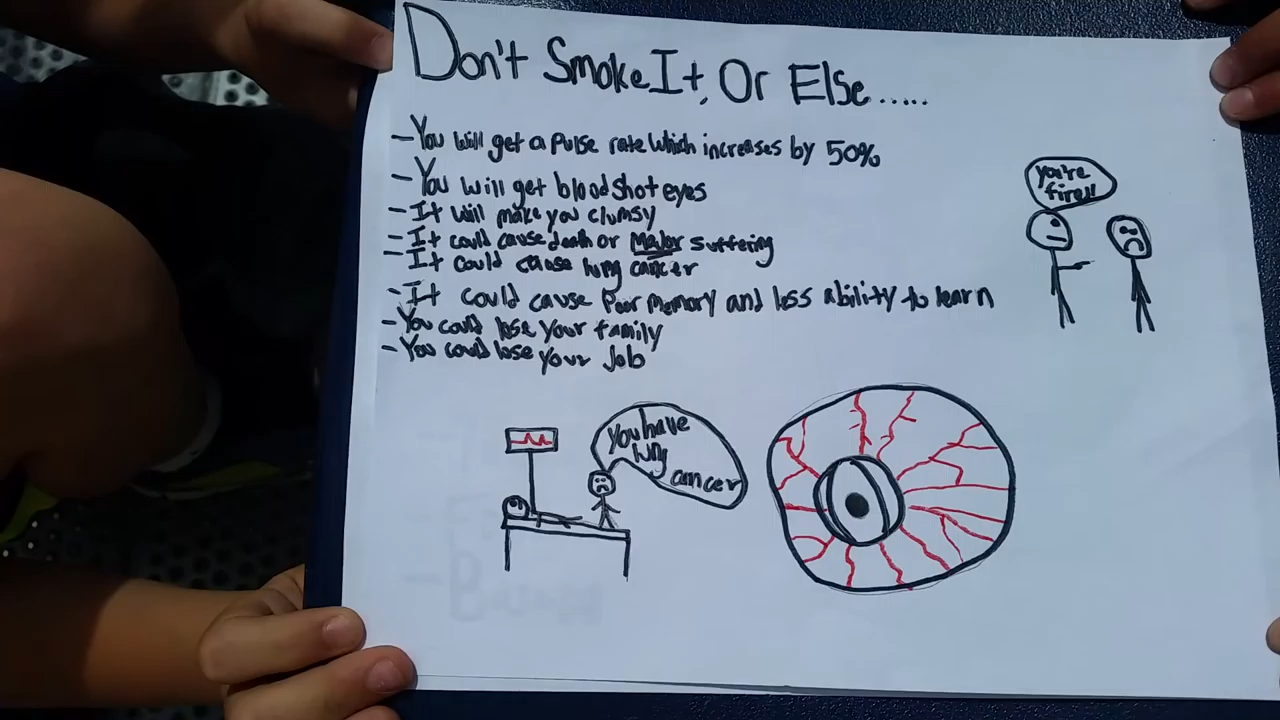 Don't Smoke It, Or Else.....
-You will get a Pulse rate Which increases by 50%
-You will get bloodshot eyes
-It will make you clumsy
-It could cause death or Major suffering
-It could cause lung cancer
-It could cause Poor memory and less ability to learn
-You could lose your family
-You could lose your Job
you're
fired!
You have
lung
cancer